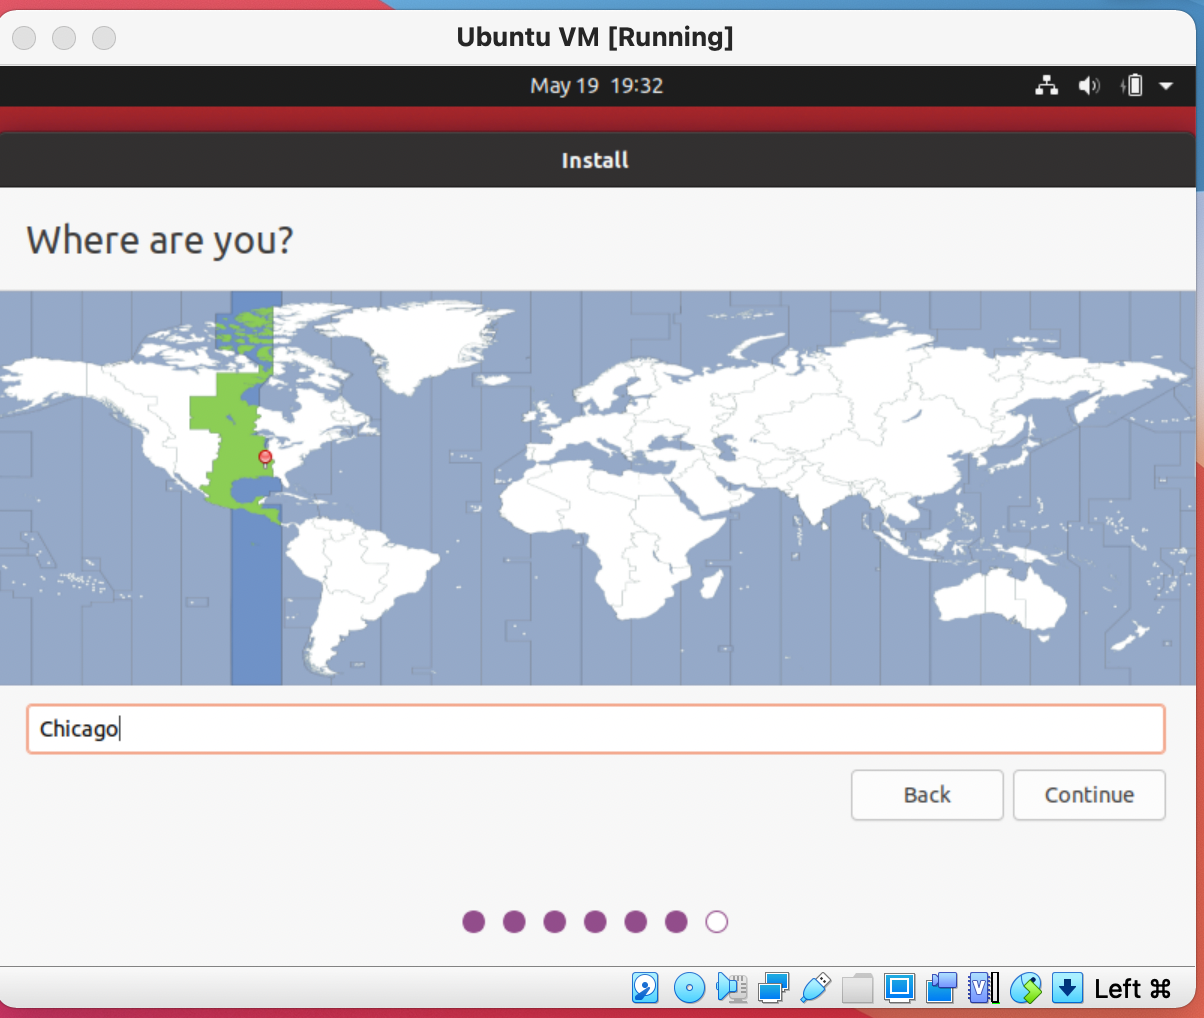 Ubuntu VM [Running]
May 19 19:32
Install
Where are you?
Chicago
Back
Continue
V
Left ⌘